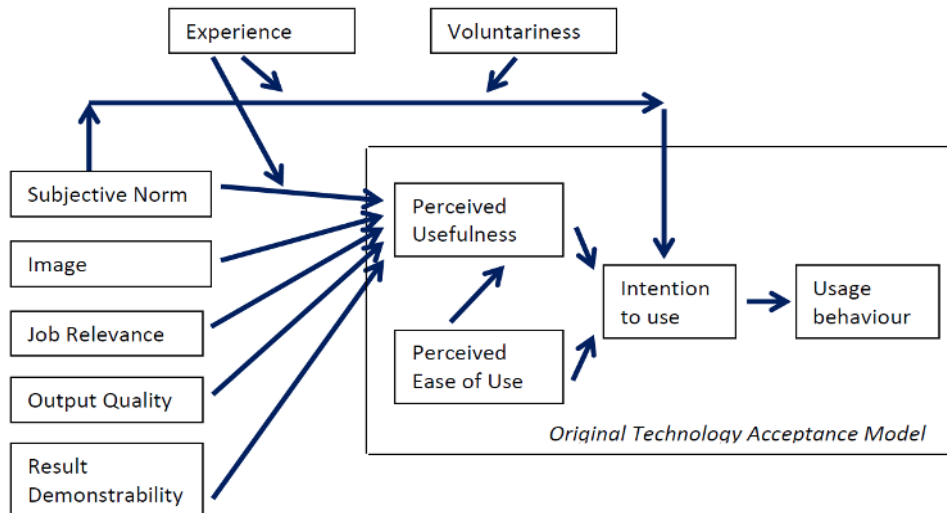 Experience
Voluntariness
Subjective Norm
Image
Job Relevance
Output Quality
Result
Demonstrability
Perceived
Usefulness
Perceived
Ease of Use
Intention
to use
Usage
behaviour
Original Technology Acceptance Model